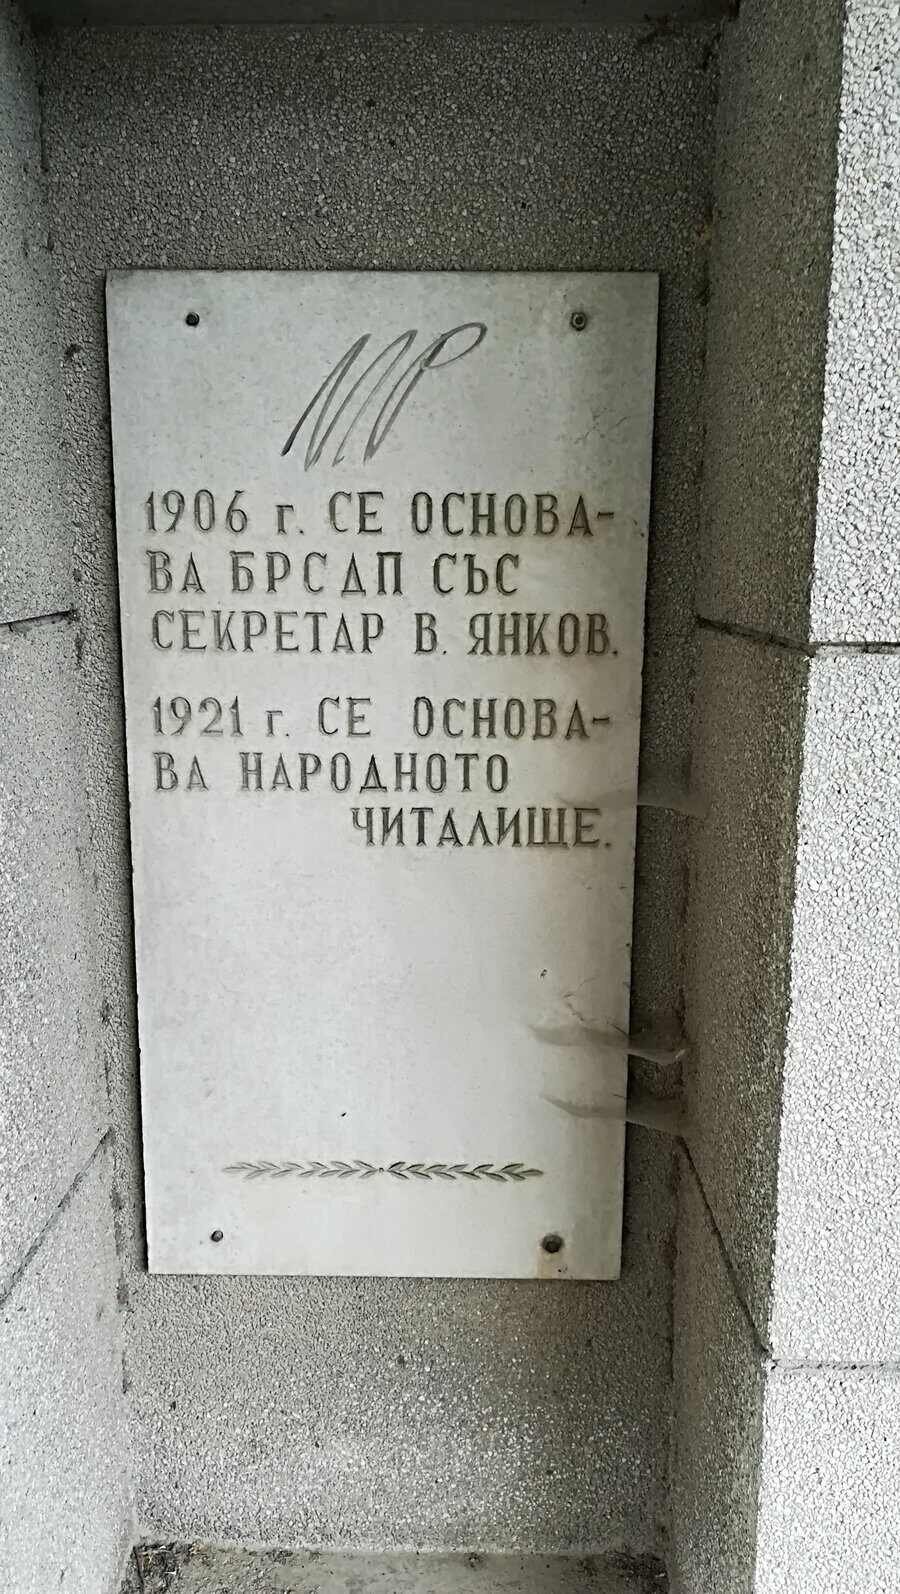 1906 г. СЕ ОСНОВА-
ВА БРСДП СЪС
СЕКРЕТАР В. ЯНКОВ.
1921 г. СЕ ОСНОВА-
ВА НАРОДНОТО
ЧИТАЛИЩЕ.